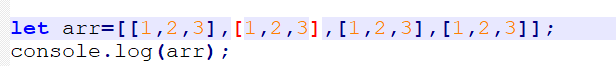 let arr=[[1,2,3],[1,2,3],[1,2,3],[1,2,3]];
console.log(arr);